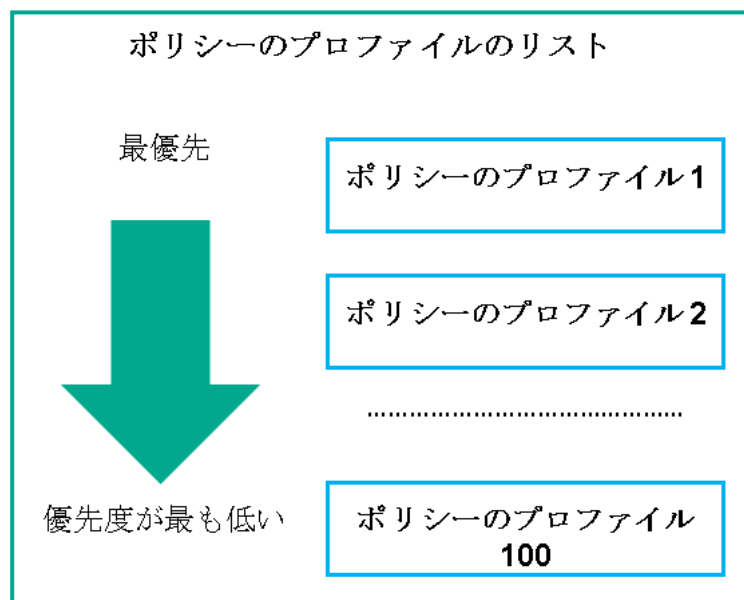 ポリシーのプロファイルのリスト
最優先
ポリシーのプロファイル1
ポリシーのプロファイル2
................................................
優先度が最も低い
ポリシーのプロファイル
100